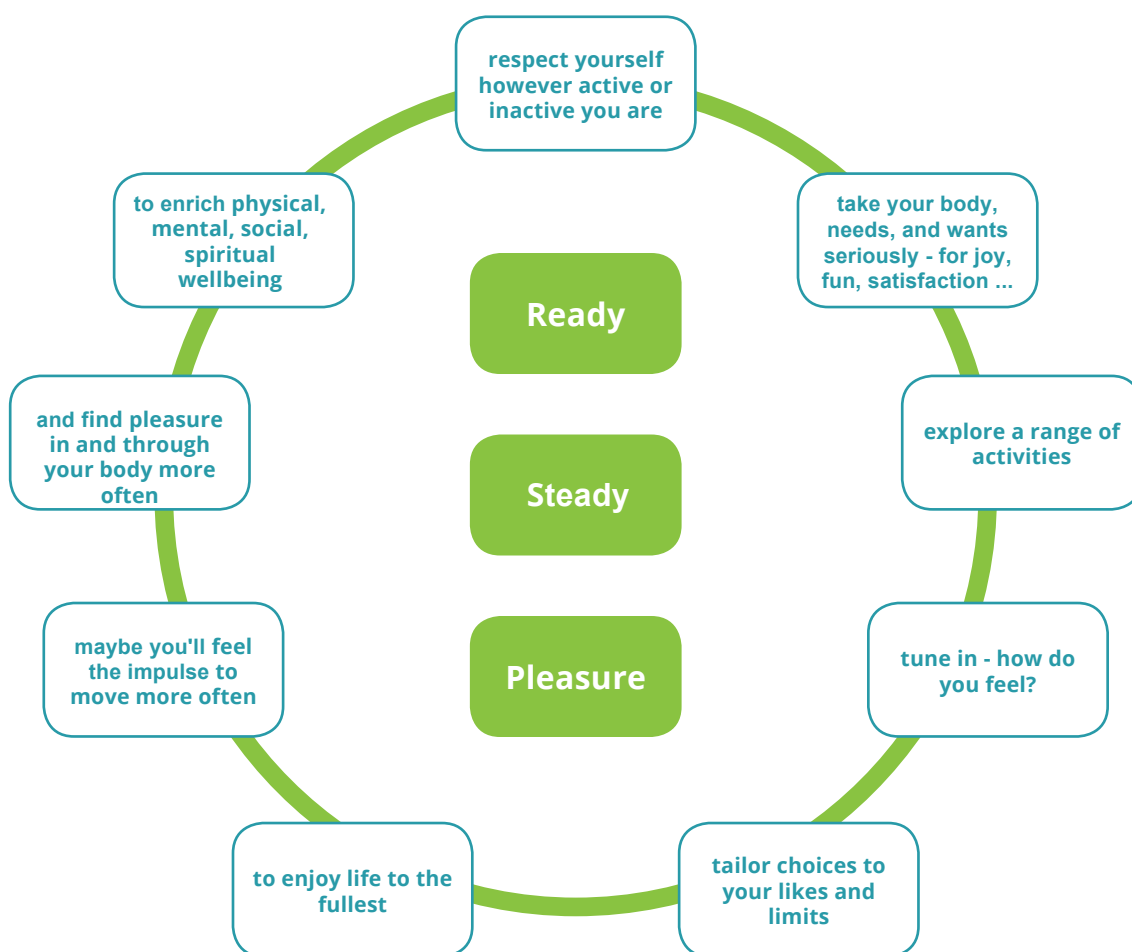 respect yourself
however active or
inactive you are
take your body,
needs, and wants
seriously - for joy,
fun, satisfaction ...
explore a range of
activities
tune in - how do
you feel?
tailor choices to
your likes and
limits
to enjoy life to the
fullest
maybe you'll feel
the impulse to
move more often
and find pleasure
in and through
your body more
often
to enrich physical,
mental, social,
spiritual
wellbeing
Ready
Steady
Pleasure